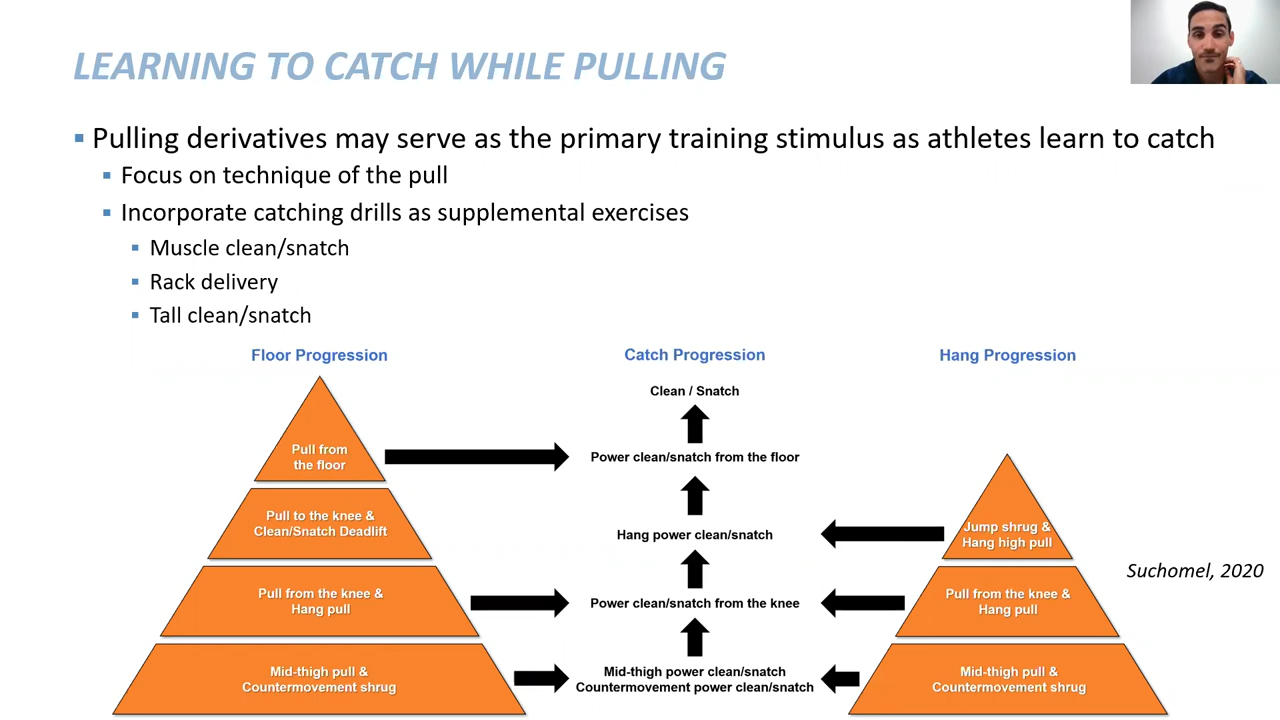 LEARNING TO CATCH WHILE PULLING
Pulling derivatives may serve as the primary training stimulus as athletes learn to catch
Focus on technique of the pull
Incorporate catching drills as supplemental exercises
Muscle clean/snatch
Rack delivery
Tall clean/snatch
Floor Progression
Pull from
the floor
Pull to the knee &
Clean/Snatch Deadlift
Pull from the knee &
Hang pull
Mid-thigh pull &
Countermovement shrug
Catch Progression
Clean / Snatch
Power clean/snatch from the floor
Hang power clean/snatch
Power clean/snatch from the knee
Mid-thigh power clean/snatch
Countermovement power clean/snatch
Hang Progression
Jump shrug &
Hang high pull
Pull from the knee &
Hang pull
Mid-thigh pull &
Countermovement shrug
Suchomel, 2020